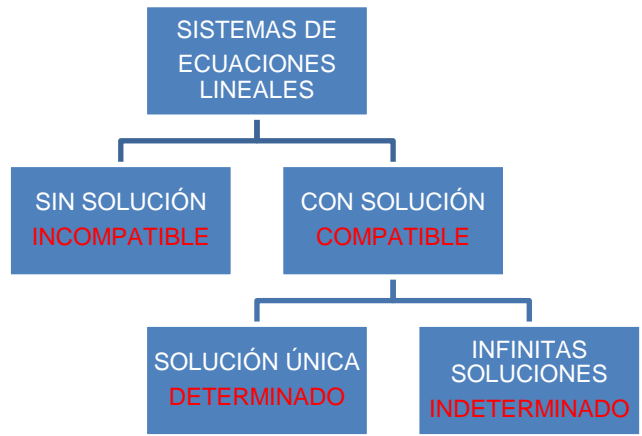 SISTEMAS DE
ECUACIONES
LINEALES
SIN SOLUCIÓN
INCOMPATIBLE
CON SOLUCIÓN
COMPATIBLE
SOLUCIÓN ÚNICA
DETERMINADO
INFINITAS
SOLUCIONES
INDETERMINADO